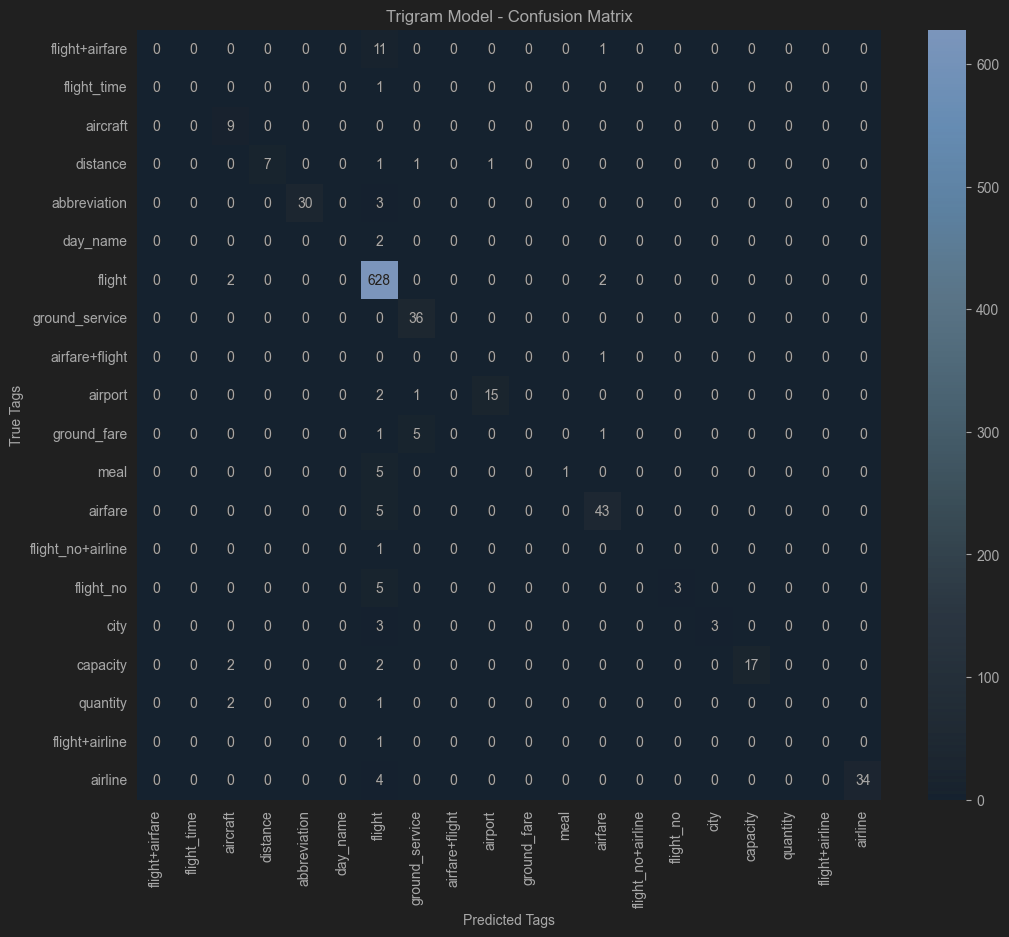 Trigram Model - Confusion Matrix
flight+airfare 0 0 0 0 0 0 11 0 0 0 0 0 1 0 0 0 0 0 0 0
flight_time 0 0 0 0 0 0 1 0 0 0 0 0 0 0 0 0 0 0 0 0
aircraft 0 0 9 0 0 0 0 0 0 0 0 0 0 0 0 0 0 0 0 0
distance 0 0 0 7 0 0 1 1 0 1 0 0 0 0 0 0 0 0 0 0
abbreviation 0 0 0 0 30 0 3 0 0 0 0 0 0 0 0 0 0 0 0 0
day_name 0 0 0 0 0 0 2 0 0 0 0 0 0 0 0 0 0 0 0 0
flight 0 0 2 0 0 0 628 0 0 0 0 0 2 0 0 0 0 0 0 0
ground_service 0 0 0 0 0 0 0 36 0 0 0 0 0 0 0 0 0 0 0 0
airfare+flight 0 0 0 0 0 0 0 0 0 0 0 0 1 0 0 0 0 0 0 0
airport 0 0 0 0 0 0 2 1 0 15 0 0 0 0 0 0 0 0 0 0
ground_fare 0 0 0 0 0 0 1 5 0 0 0 0 1 0 0 0 0 0 0 0
meal 0 0 0 0 0 0 5 0 0 0 0 1 0 0 0 0 0 0 0 0
airfare 0 0 0 0 0 0 5 0 0 0 0 0 43 0 0 0 0 0 0 0
flight_no+airline 0 0 0 0 0 0 1 0 0 0 0 0 0 0 0 0 0 0 0 0
flight_no 0 0 0 0 0 0 5 0 0 0 0 0 0 0 3 0 0 0 0 0
city 0 0 0 0 0 0 3 0 0 0 0 0 0 0 0 3 0 0 0 0
capacity 0 0 2 0 0 0 2 0 0 0 0 0 0 0 0 0 17 0 0 0
quantity 0 0 2 0 0 0 1 0 0 0 0 0 0 0 0 0 0 0 0 0
flight+airline 0 0 0 0 0 0 1 0 0 0 0 0 0 0 0 0 0 0 0 0
airline 0 0 0 0 0 0 4 0 0 0 0 0 0 0 0 0 0 0 0 34
True Tags
flight+airfare
flight_time
aircraft
distance
abbreviation
day_name
flight
ground_service
airfare+flight
airport
ground_fare
meal
airfare
flight_no+airline
flight_no
city
capacity
quantity
flight+airline
airline
Predicted Tags
600
500
400
300
200
100
0